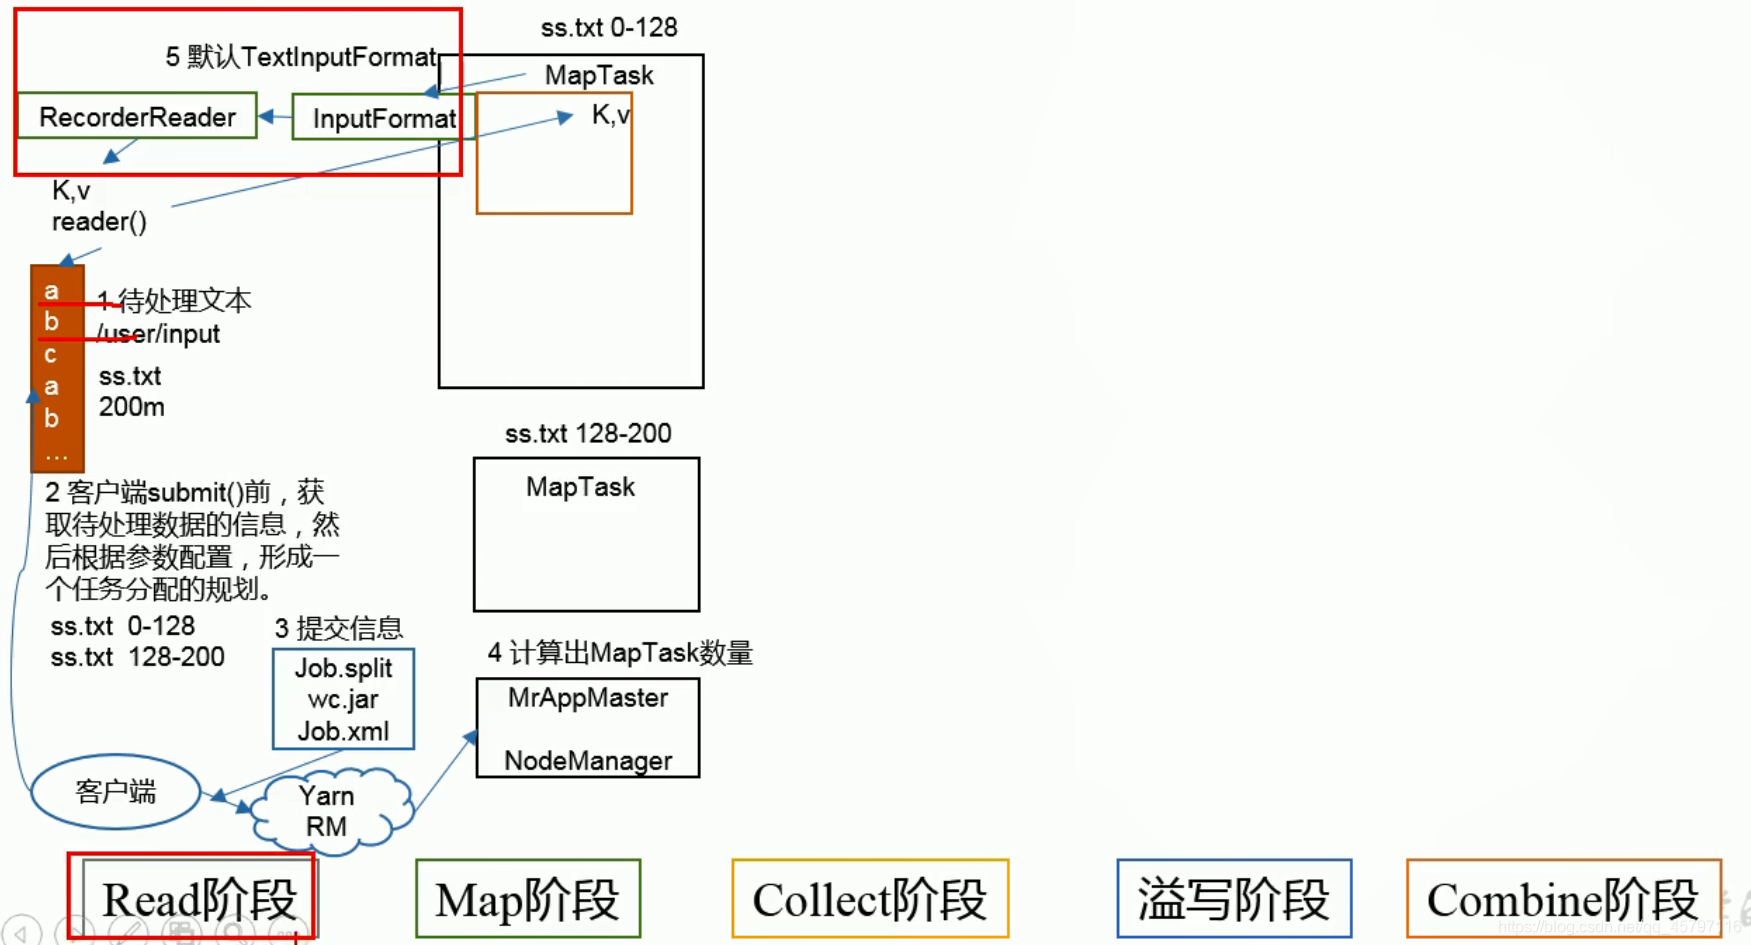 ss.txt 0-128
5 默认TextInputFormat
MapTask
RecorderReader
InputFormat
K,v
K,v
reader()
a
b
c
a
b
...
1 待处理文本
/user/input
ss.txt
200m
ss.txt 128-200
MapTask
2 客户端submit()前，获
取待处理数据的信息，然
后根据参数配置，形成一
个任务分配的规划。
ss.txt 0-128
ss.txt 128-200
3 提交信息
Job.split
wc.jar
Job.xml
4 计算出MapTask数量
MrAppMaster
NodeManager
客户端
Yarn
RM
Read阶段
Map阶段
Collect阶段
溢写阶段
Combine阶段